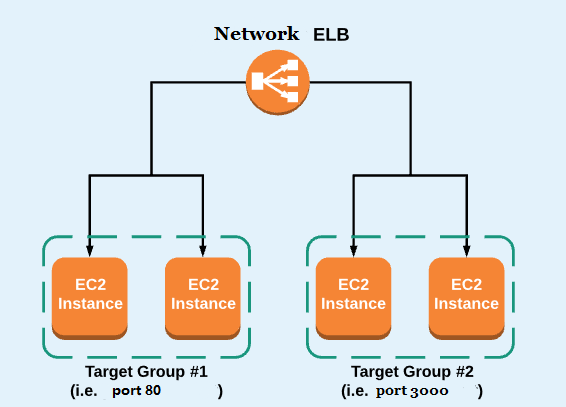 Network ELB
EC2 Instance
EC2 Instance
EC2 Instance
EC2 Instance
Target Group #1
(i.e. port 80 )
Target Group #2
(i.e. port 3000 )